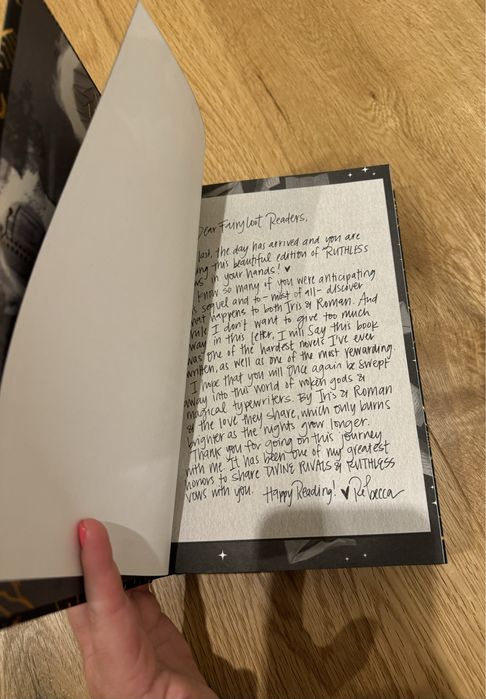 Dear Fairyloot Readers,
last, the day has arrived and you are
this beautiful edition of "RUTHLESS
in your hands! ♥
know so many of you were anticipating
sequel and to - most of all - discover
what happens to both Iris & Roman. And
I don't want to give too much
away in this letter, I will say this book
was one of the hardest novels I've ever
written, as well as one of the most rewarding.
I hope that you will once again be swept
away into this world of woken gods &
magical typewriters. By Iris & Roman
& the love they share, which only burns
brighter as the nights grow longer.
Thank you for going on this journey
with me. It has been one of my greatest
honors to share DIVINE RIVALS & RUTHLESS
VOWS with you. Happy Reading! ♥ Rebecca